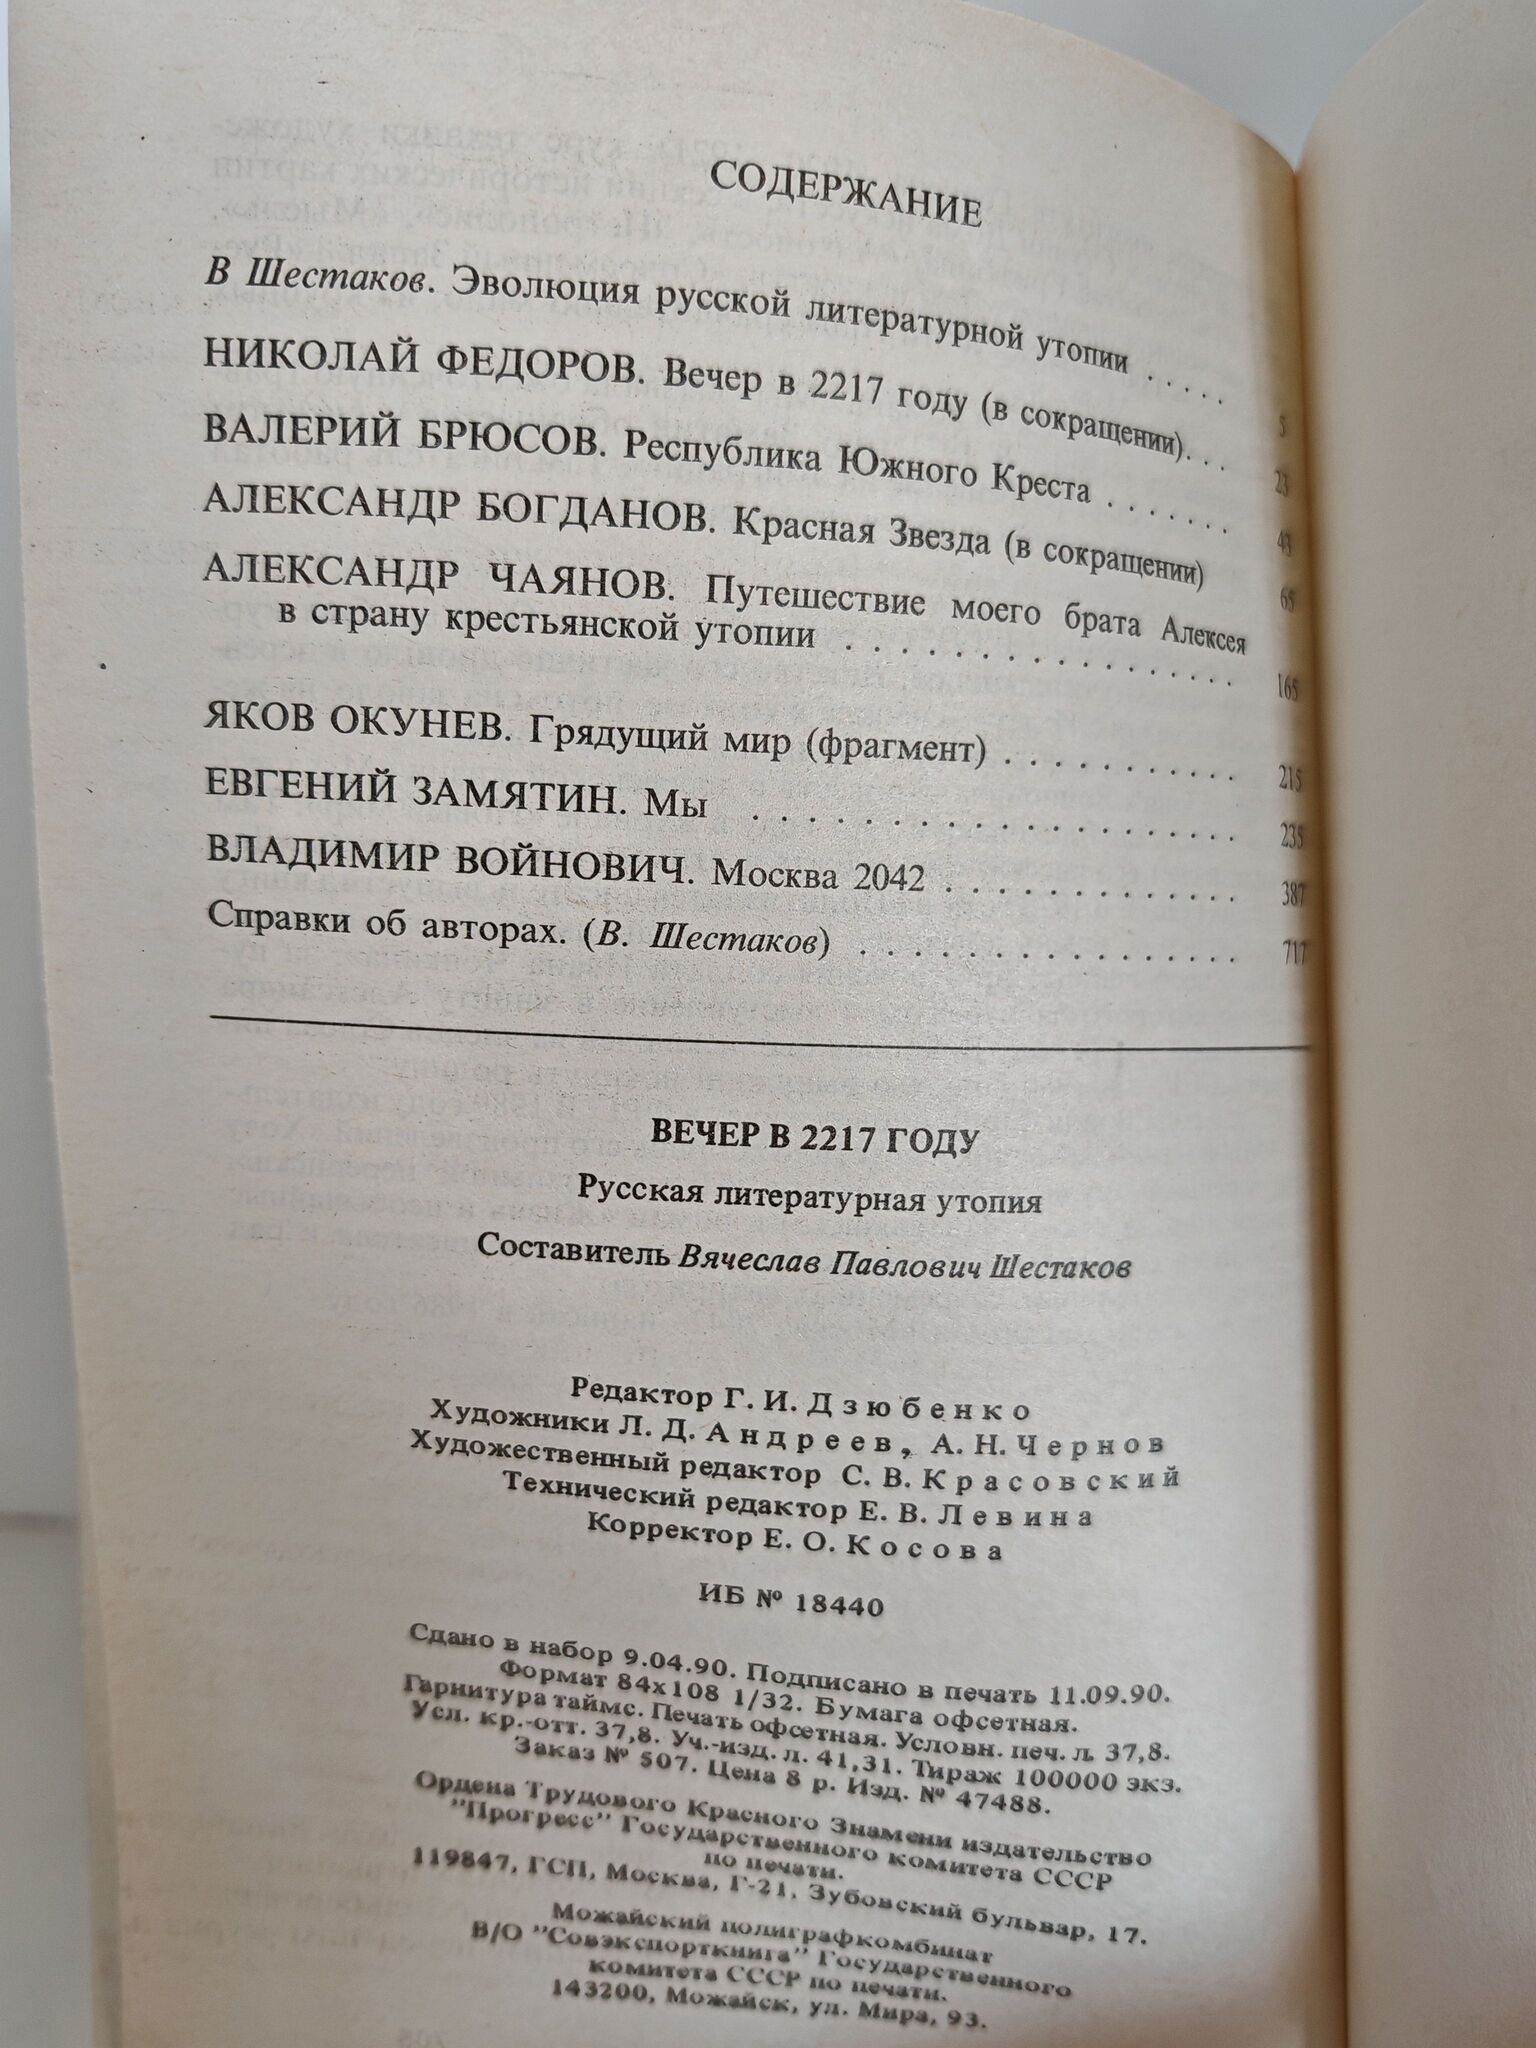 СОДЕРЖАНИЕ
В Шестаков. Эволюция русской литературной утопии . . . . . 5
НИКОЛАЙ ФЕДОРОВ. Вечер в 2217 году (в сокращении). . . 23
ВАЛЕРИЙ БРЮСОВ. Республика Южного Креста . . . . . . . 43
АЛЕКСАНДР БОГДАНОВ. Красная Звезда (в сокращении) 65
АЛЕКСАНДР ЧАЯНОВ. Путешествие моего брата Алексея
в страну крестьянской утопии . . . . . . . . . . . . . . . 165
ЯКОВ ОКУНЕВ. Грядущий мир (фрагмент) . . . . . . . . . . . 215
ЕВГЕНИЙ ЗАМЯТИН. Мы . . . . . . . . . . . . . . . . . . 235
ВЛАДИМИР ВОЙНОВИЧ. Москва 2042 . . . . . . . . . . . . 387
Справки об авторах. (В. Шестаков) . . . . . . . . . . . . . . . 717
ВЕЧЕР В 2217 ГОДУ
Русская литературная утопия
Составитель Вячеслав Павлович Шестаков
Редактор Г. И. Дзюбенко
Художники Л. Д. Андреев, А. Н. Чернов
Художественный редактор С. В. Красовский
Технический редактор Е. В. Левина
Корректор Е. О. Косова
ИБ № 18440
Сдано в набор 9.04.90. Подписано в печать 11.09.90.
Формат 84х108 1/32. Бумага офсетная.
Гарнитура таймс. Печать офсетная. Условн. печ. л. 37,8.
Усл. кр.-отт. 37,8. Уч.-изд. л. 41,31. Тираж 100000 экз.
Заказ № 507. Цена 8 р. Изд. № 47488.
Ордена Трудового Красного Знамени издательство
"Прогресс" Государственного комитета СССР
по печати.
119847, ГСП, Москва, Г-21, Зубовский бульвар, 17.
Можайский полиграфкомбинат
В/О "Совэкспорткнига" Государственного
комитета СССР по печати.
143200, Можайск, ул. Мира, 93.